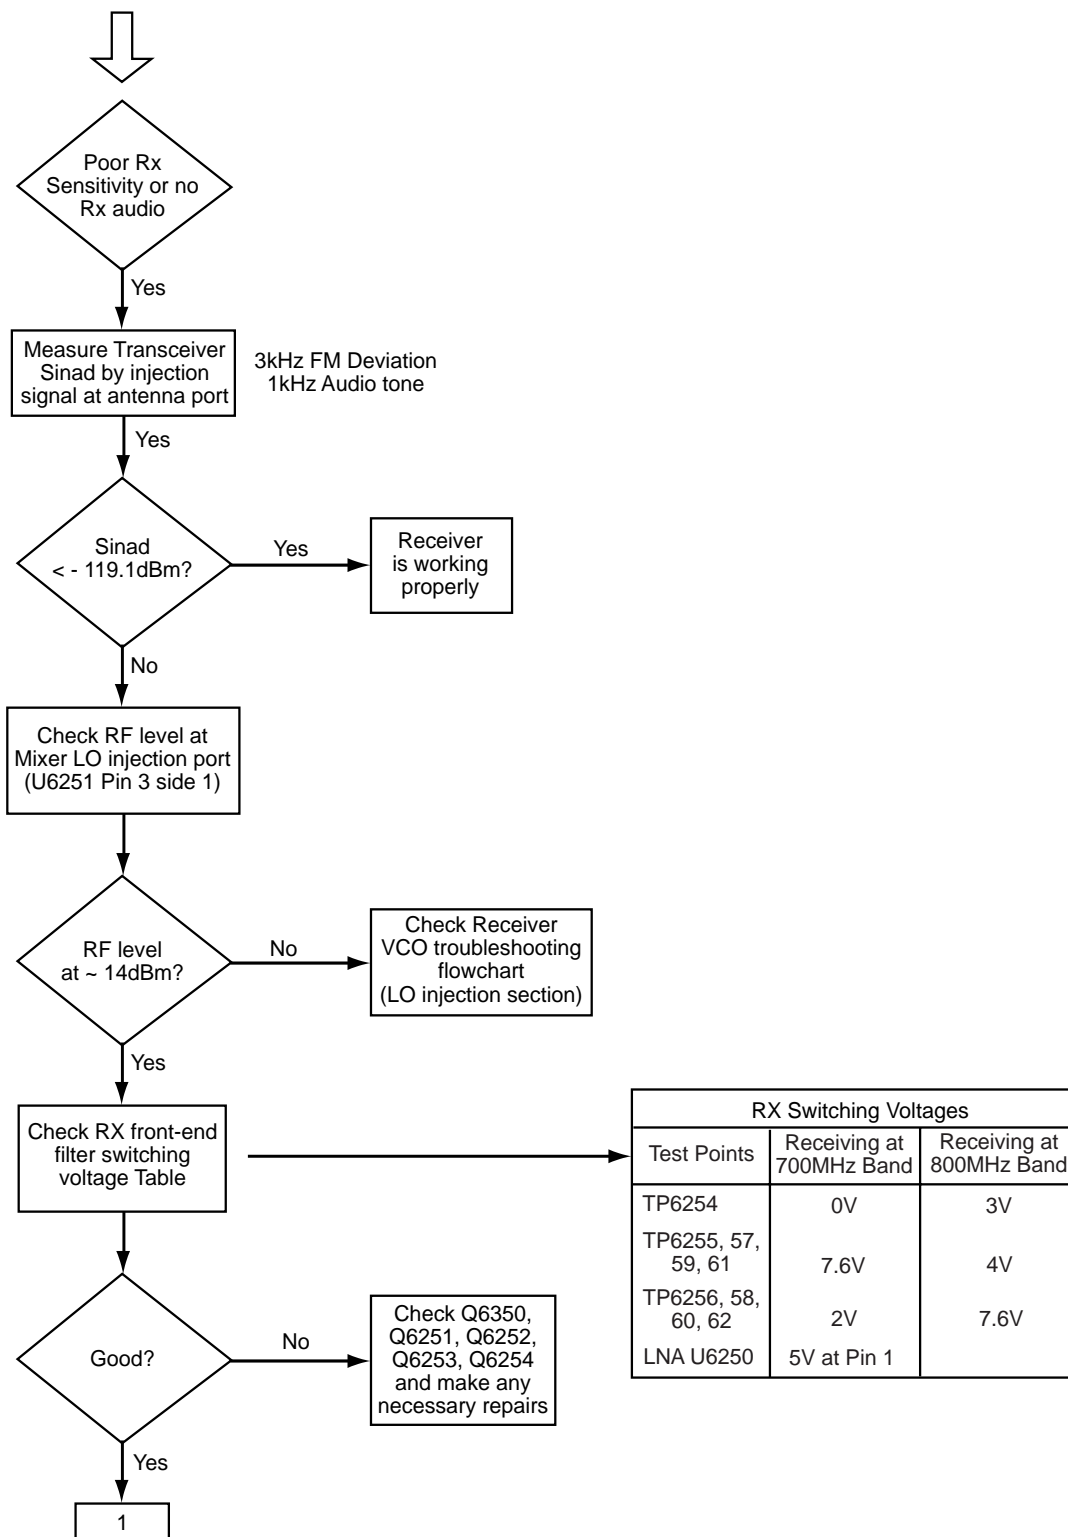 Poor Rx
Sensitivity or no
Rx audio
Yes
Measure Transceiver
Sinad by injection
signal at antenna port
3kHz FM Deviation
1kHz Audio tone
Yes
Sinad
< - 119.1dBm?
Yes
Receiver
is working
properly
No
Check RF level at
Mixer LO injection port
(U6251 Pin 3 side 1)
RF level
at ~ 14dBm?
No
Check Receiver
VCO troubleshooting
flowchart
(LO injection section)
Yes
Check RX front-end
filter switching
voltage Table
RX Switching Voltages
Test Points
Receiving at
700MHz Band
Receiving at
800MHz Band
TP6254 0V 3V
TP6255, 57,
59, 61 7.6V 4V
TP6256, 58,
60, 62 2V 7.6V
LNA U6250 5V at Pin 1
Good?
No
Check Q6350,
Q6251, Q6252,
Q6253, Q6254
and make any
necessary repairs
Yes
1